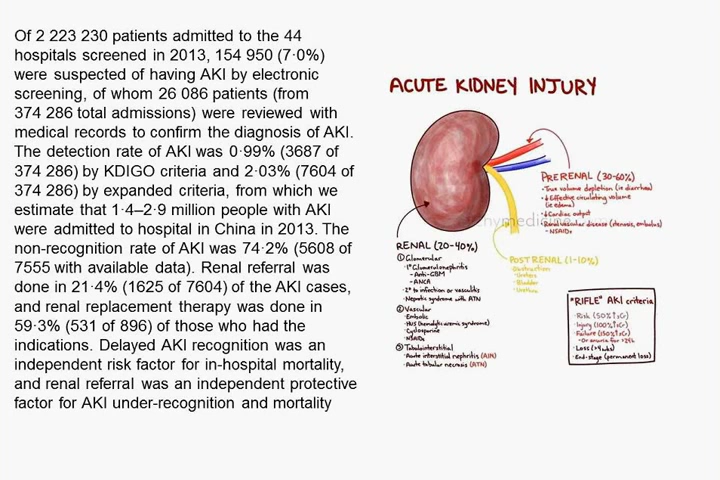 Of 2 223 230 patients admitted to the 44
hospitals screened in 2013, 154 950 (7·0%)
were suspected of having AKI by electronic
screening, of whom 26 086 patients (from
374 286 total admissions) were reviewed with
medical records to confirm the diagnosis of AKI.
The detection rate of AKI was 0·99% (3687 of
374 286) by KDIGO criteria and 2·03% (7604 of
374 286) by expanded criteria, from which we
estimate that 1·4–2·9 million people with AKI
were admitted to hospital in China in 2013. The
non-recognition rate of AKI was 74·2% (5608 of
7555 with available data). Renal referral was
done in 21·4% (1625 of 7604) of the AKI cases,
and renal replacement therapy was done in
59·3% (531 of 896) of those who had the
indications. Delayed AKI recognition was an
independent risk factor for in-hospital mortality,
and renal referral was an independent protective
factor for AKI under-recognition and mortality
ACUTE KIDNEY INJURY
PRERENAL (30-60%)
-True volume depletion (ie diarrhea)
-↓Effective circulating volume
(ie edema)
-↓Cardiac output
-Renal vascular disease (stenosis, embolus)
-NSAIDs
RENAL (20-40%)
① Glomerular
-1° Glomerulonephritis
-Anti-GBM
-ANCA
-2° to infection or vasculitis
-Nephritic syndrome with ATN
② Vascular
-Embolic
-HUS (hemolytic uremic syndrome)
-Cyclosporine
-NSAIDs
③ Tubulointerstitial
-Acute interstitial nephritis (AIN)
-Acute tubular necrosis (ATN)
POSTRENAL (1-10%)
-Obstruction
-Ureters
-Bladder
-Urethra
"RIFLE" AKI criteria
-Risk (50%↑sCr)
-Injury (100%↑sCr)
-Failure (150%↑sCr)
-Or anuria for >24h
-Loss (>4wks)
-End-stage (permanent loss)